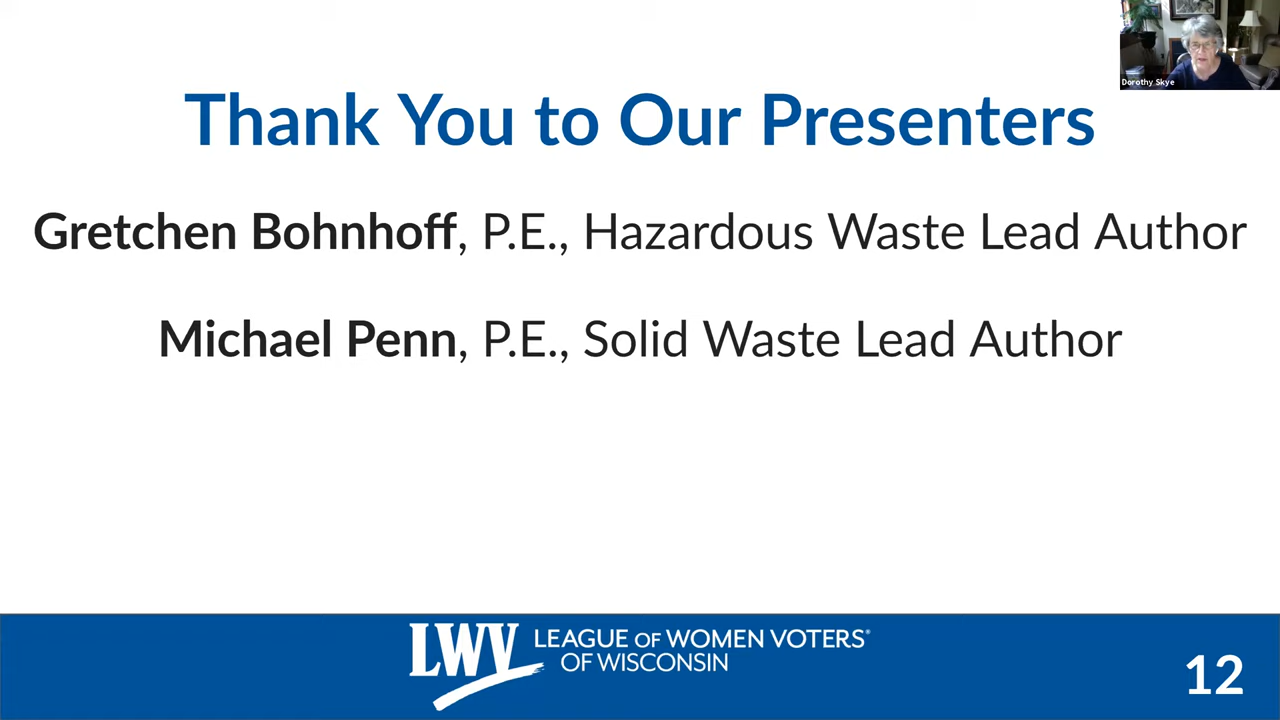 Dorothy Skye
Thank You to Our Presenters
Gretchen Bohnhoff, P.E., Hazardous Waste Lead Author
Michael Penn, P.E., Solid Waste Lead Author
LWV LEAGUE OF WOMEN VOTERS®
OF WISCONSIN
12